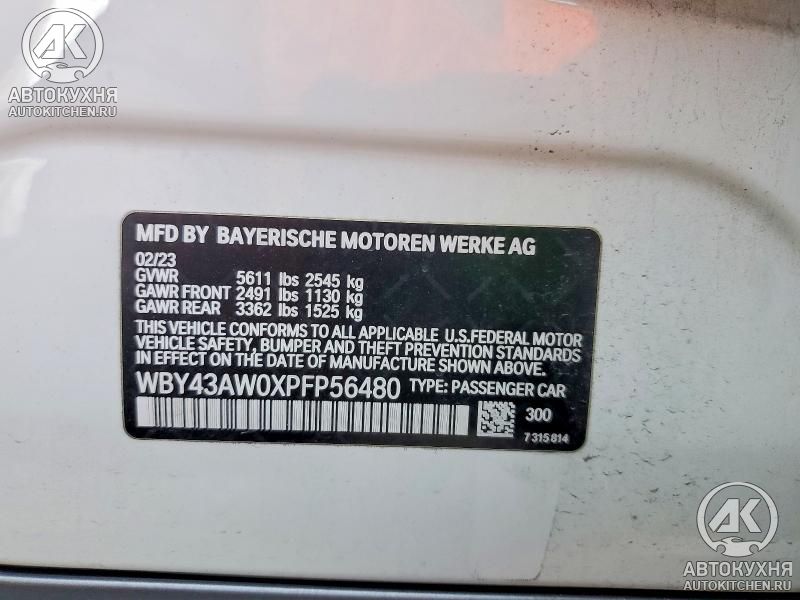 АК
АВТОКУХНЯ
AUTOKITCHEN.RU
MFD BY BAYERISCHE MOTOREN WERKE AG
02/23
GVWR 5611 lbs 2545 kg
GAWR FRONT 2491 lbs 1130 kg
GAWR REAR 3362 lbs 1525 kg
THIS VEHICLE CONFORMS TO ALL APPLICABLE U.S.FEDERAL MOTOR
VEHICLE SAFETY, BUMPER AND THEFT PREVENTION STANDARDS
IN EFFECT ON THE DATE OF MANUFACTURE SHOWN ABOVE.
WBY43AW0XPFP56480 TYPE: PASSENGER CAR
300
7315814
АК
АВТОКУХНЯ
AUTOKITCHEN.RU